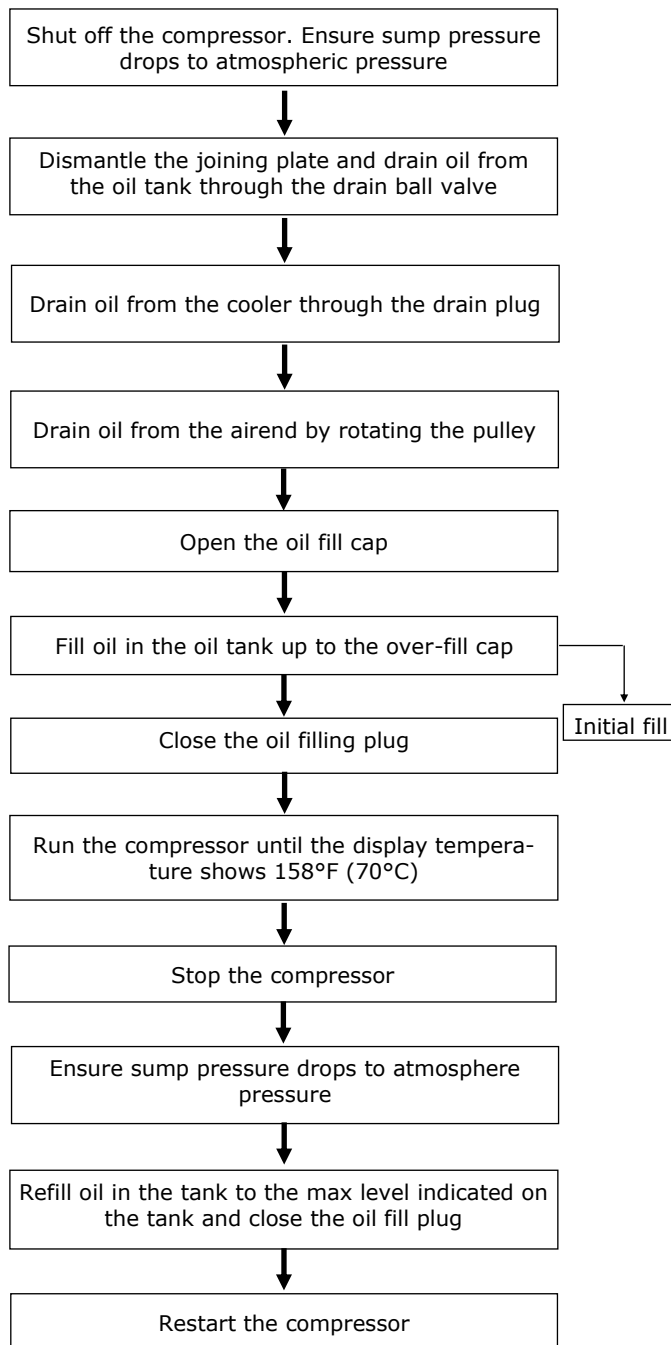 Shut off the compressor. Ensure sump pressure
drops to atmospheric pressure
Dismantle the joining plate and drain oil from
the oil tank through the drain ball valve
Drain oil from the cooler through the drain plug
Drain oil from the airend by rotating the pulley
Open the oil fill cap
Fill oil in the oil tank up to the over-fill cap
Initial fill
Close the oil filling plug
Run the compressor until the display tempera-
ture shows 158°F (70°C)
Stop the compressor
Ensure sump pressure drops to atmosphere
pressure
Refill oil in the tank to the max level indicated on
the tank and close the oil fill plug
Restart the compressor